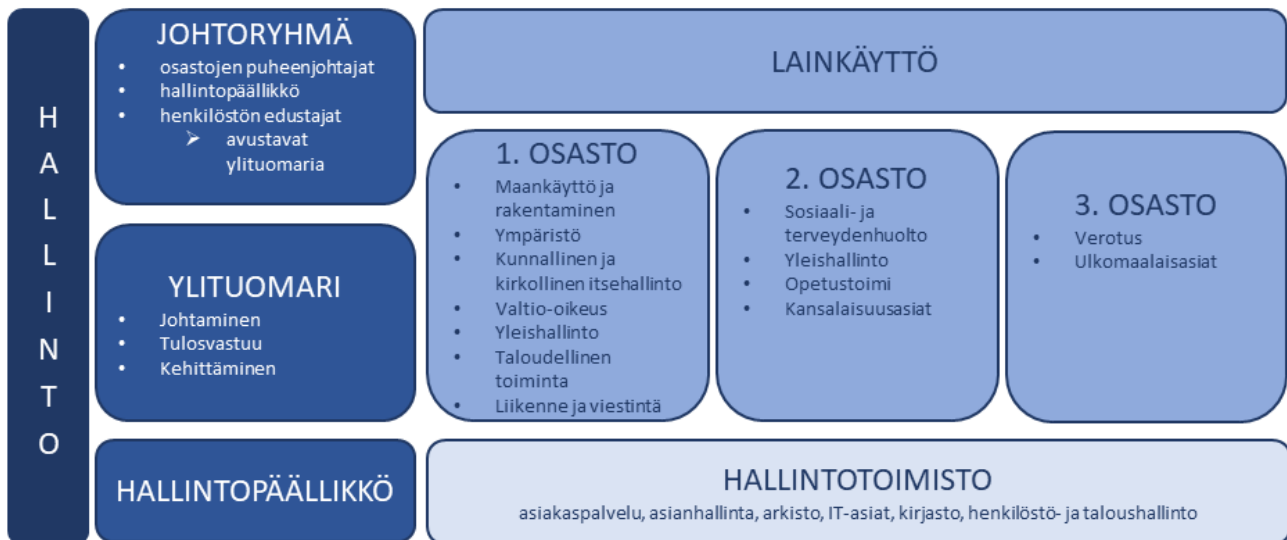 HALLINTO
JOHTORYHMÄ
• osastojen puheenjohtajat
• hallintopäällikkö
• henkilöstön edustajat
➢ avustavat
ylituomaria
YLITUOMARI
• Johtaminen
• Tulosvastuu
• Kehittäminen
HALLINTOPÄÄLLIKKÖ
LAINKÄYTTÖ
1. OSASTO
• Maankäyttö ja
rakentaminen
• Ympäristö
• Kunnallinen ja
kirkollinen itsehallinto
• Valtio-oikeus
• Yleishallinto
• Taloudellinen
toiminta
• Liikenne ja viestintä
2. OSASTO
• Sosiaali- ja
terveydenhuolto
• Yleishallinto
• Opetustoimi
• Kansalaisuusasiat
3. OSASTO
• Verotus
• Ulkomaalaisasiat
HALLINTOTOIMISTO
asiakaspalvelu, asianhallinta, arkisto, IT-asiat, kirjasto, henkilöstö- ja taloushallinto